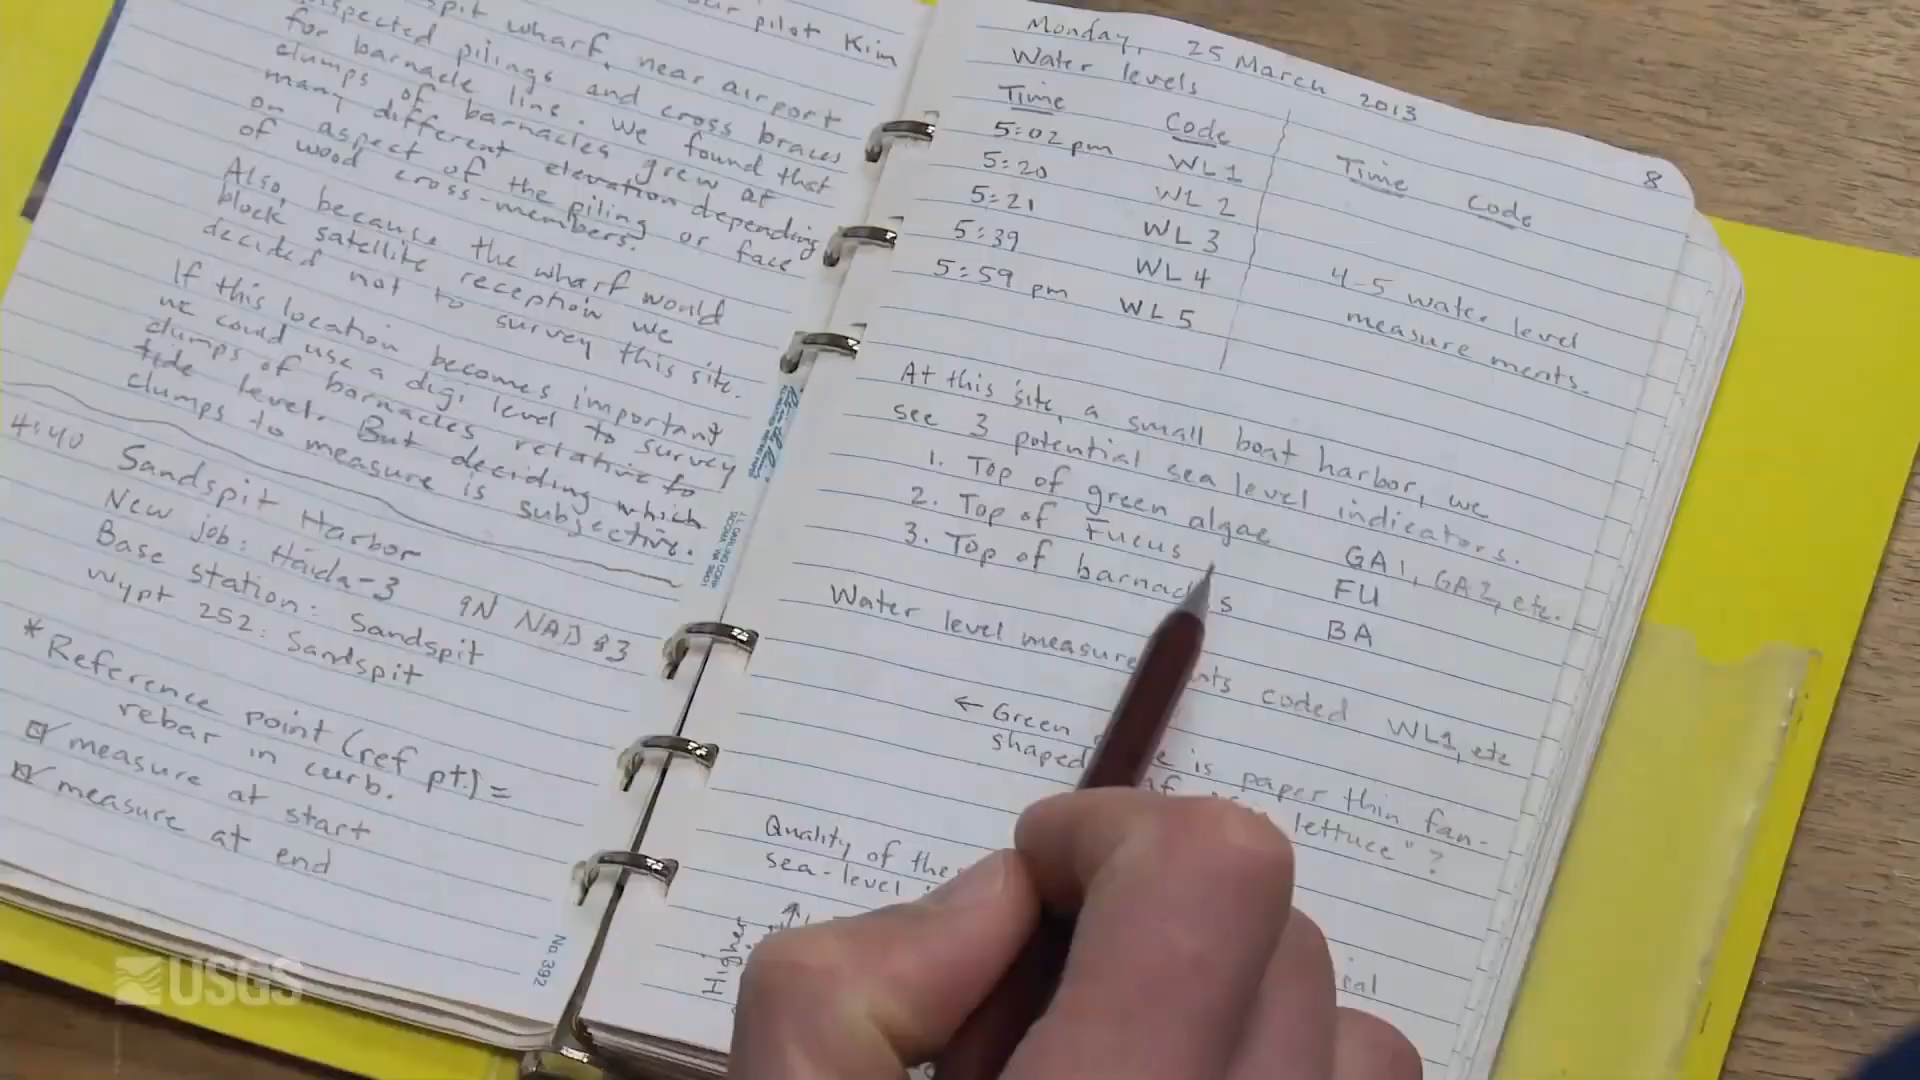 our pilot Kim
spit wharf, near airport
inspected pilings and cross braces
for barnacle line. We found that
clumps of barnacles grew at
many different elevation depending
on aspect of the piling or face
of wood cross-members.
Also, because the wharf would
block satellite reception we
decided not to survey this site.
If this location becomes important
we could use a digi level to survey
clumps of barnacles relative to
tide level. But deciding which
clumps to measure is subjective.
4:40 Sandspit Harbor
New job: Haida-3 9N NAD 83
Base station: Sandspit
wypt 252: Sandspit
* Reference point (ref pt.) =
rebar in curb.
measure at start
measure at end
No. 392
USGS
Monday, 25 March 2013
8
Water levels
Time Code Time Code
5:02 pm WL 1
5:20 WL 2
5:21 WL 3
5:39 WL 4
5:59 pm WL 5
4-5 water level
measurements.
At this site, a small boat harbor, we
see 3 potential sea level indicators.
1. Top of green algae GA1, GA2, etc.
2. Top of Fucus FU
3. Top of barnacles BA
Water level measurements coded WL1, etc
← Green is paper thin fan-
shaped lettuce" ?
Quality of the
sea-level
Higher